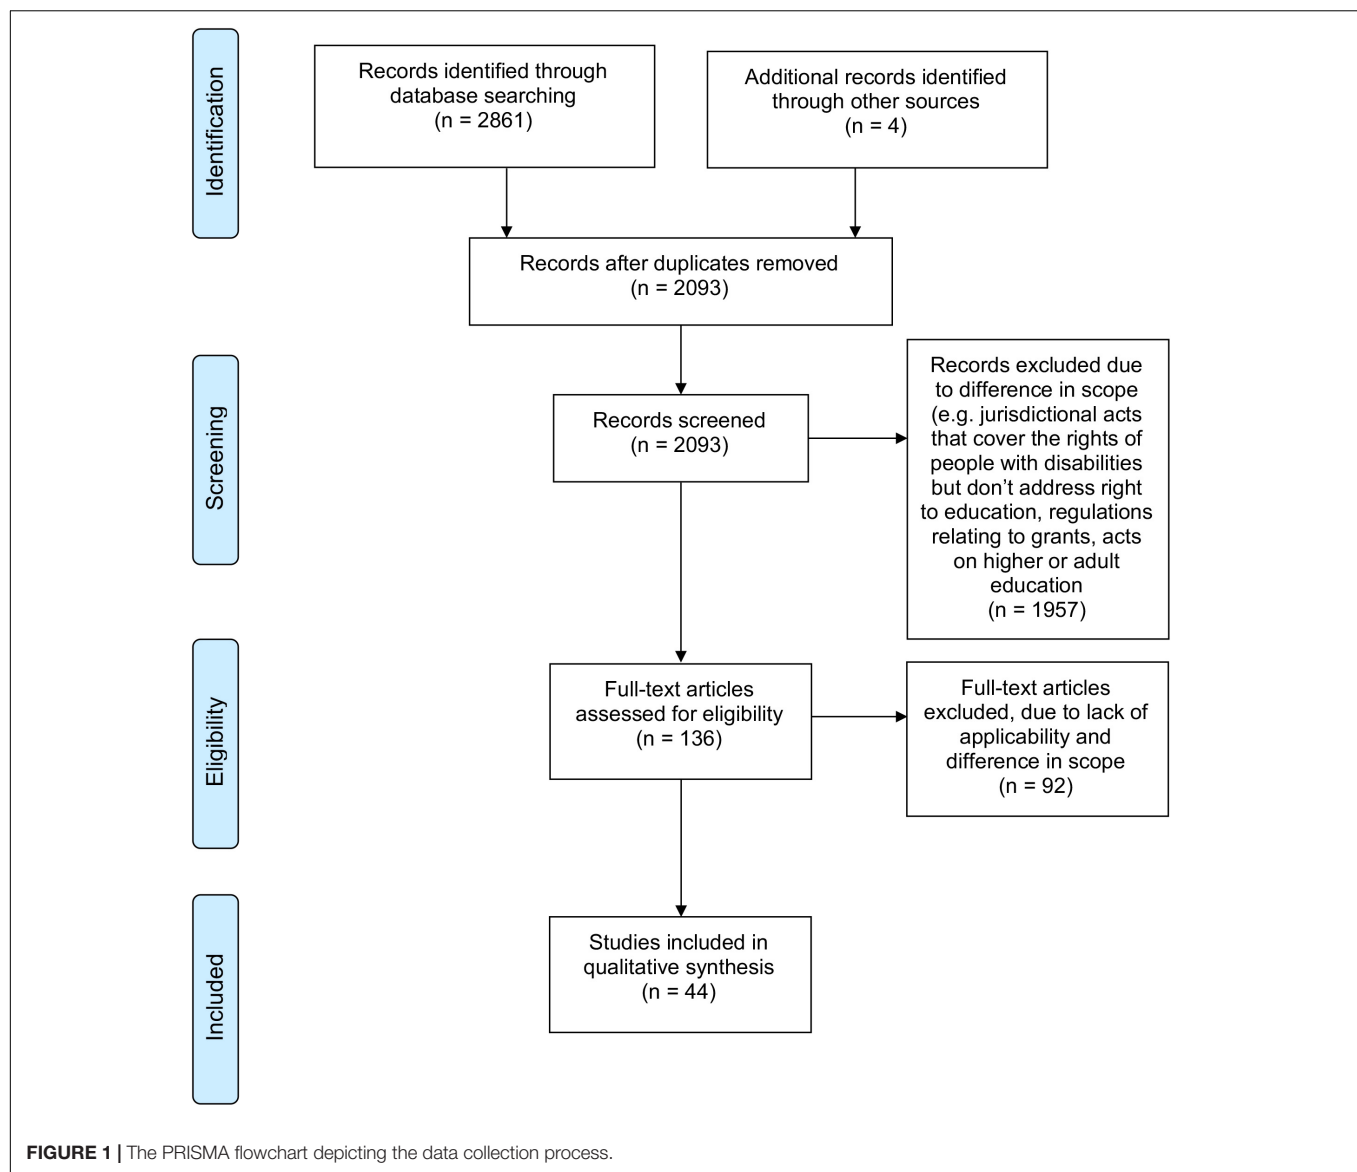 Identification
Records identified through
database searching
(n = 2861)
Additional records identified
through other sources
(n = 4)
Records after duplicates removed
(n = 2093)
Screening
Records screened
(n = 2093)
Records excluded due
to difference in scope
(e.g. jurisdictional acts
that cover the rights of
people with disabilities
but don’t address right
to education, regulations
relating to grants, acts
on higher or adult
education
(n = 1957)
Eligibility
Full-text articles
assessed for eligibility
(n = 136)
Full-text articles
excluded, due to lack of
applicability and
difference in scope
(n = 92)
Included
Studies included in
qualitative synthesis
(n = 44)
FIGURE 1 | The PRISMA flowchart depicting the data collection process.